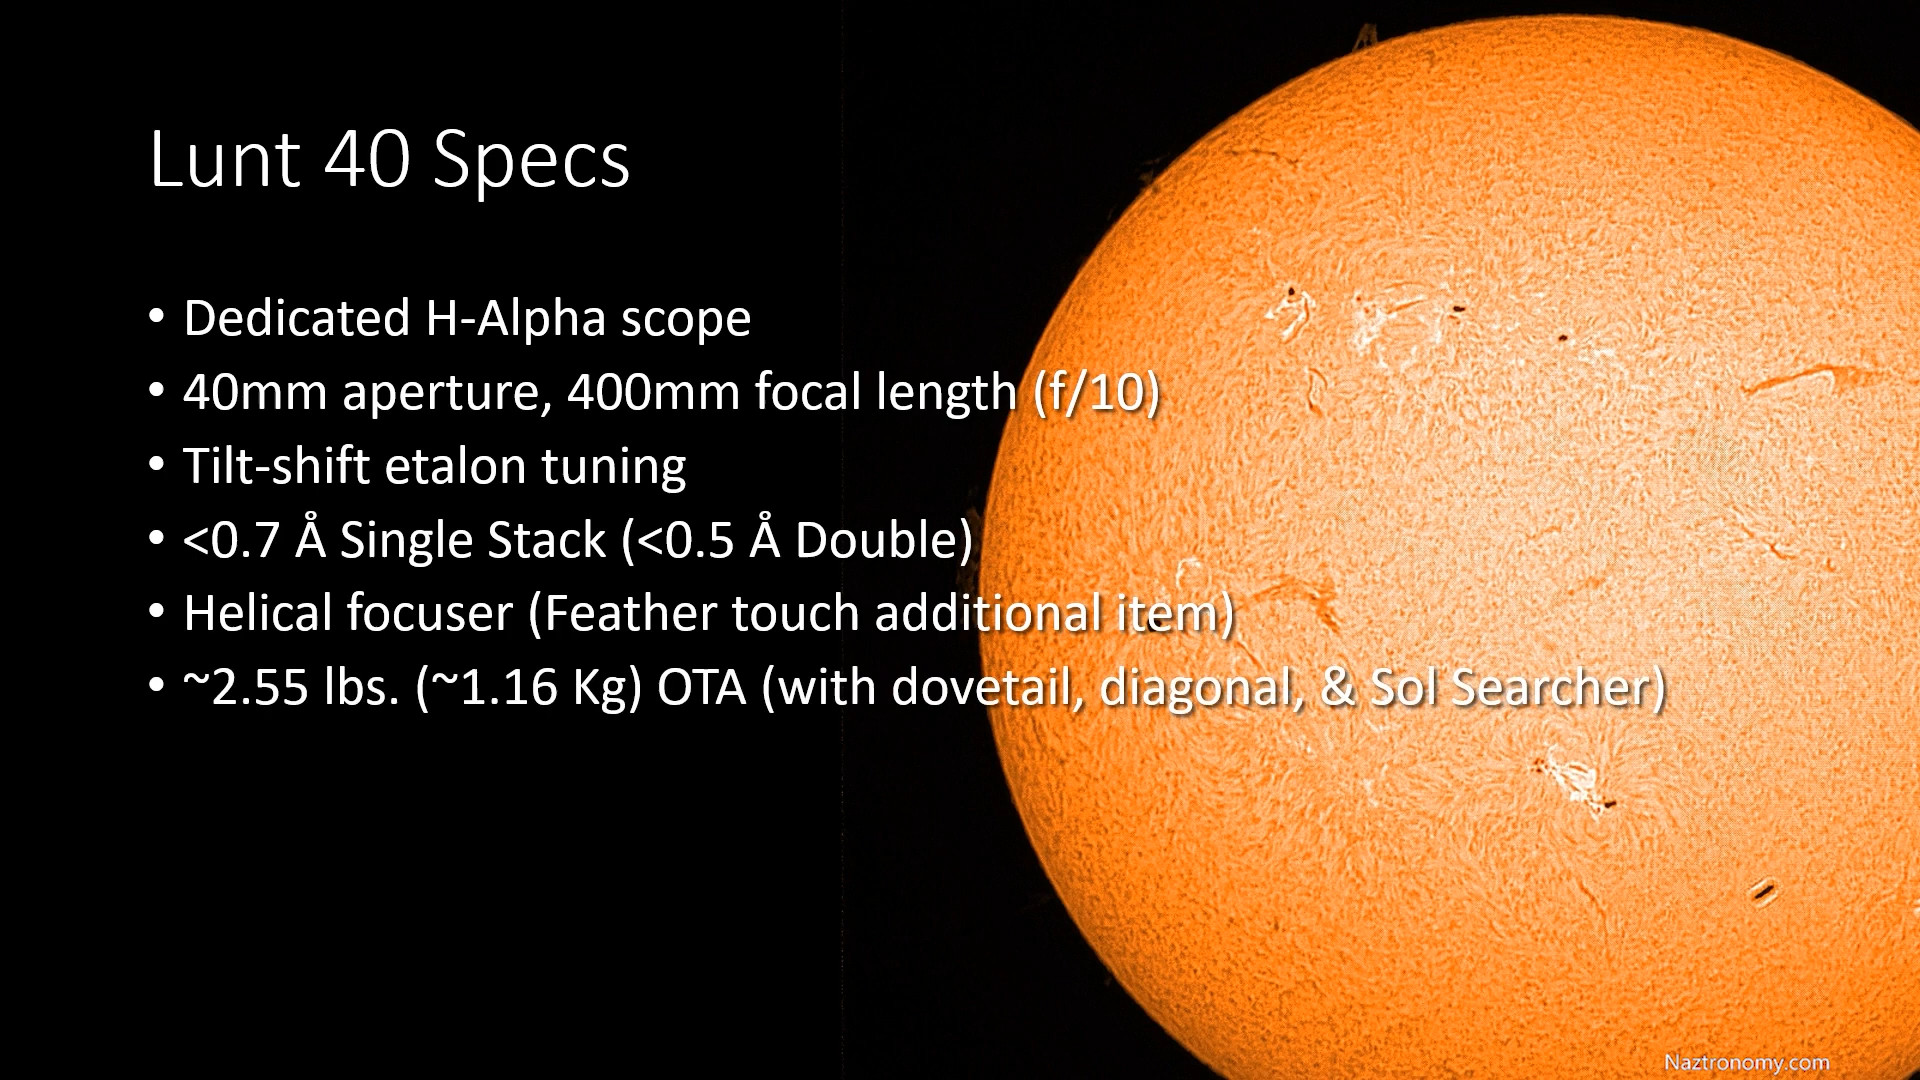 Lunt 40 Specs
• Dedicated H-Alpha scope
• 40mm aperture, 400mm focal length (f/10)
• Tilt-shift etalon tuning
• <0.7 Å Single Stack (<0.5 Å Double)
• Helical focuser (Feather touch additional item)
• ~2.55 lbs. (~1.16 Kg) OTA (with dovetail, diagonal, & Sol Searcher)
Naztronomy.com